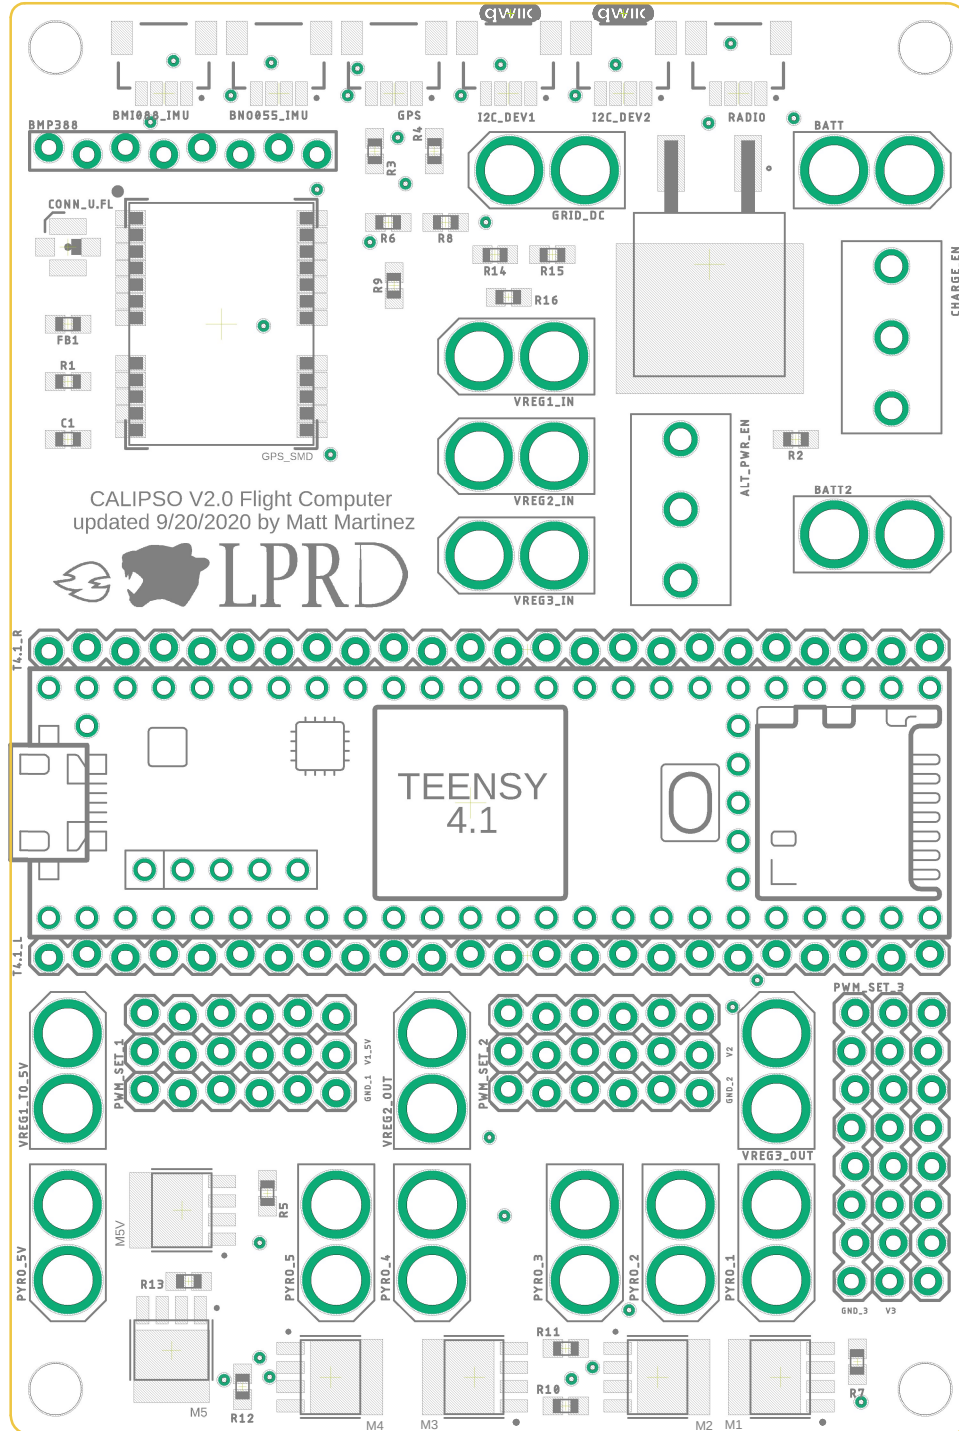 qwiic qwiic
BMI088_IMU BNO055_IMU GPS I2C_DEV1 I2C_DEV2 RADIO
BMP388
R3
R4
GRID_DC
BATT
CONN_U.FL
R6
R8
R9
R14
R15
R16
CHARGE_EN
FB1
R1
C1
GPS_SMD
VREG1_IN
VREG2_IN
VREG3_IN
ALT_PWR_EN
R2
BATT2
CALIPSO V2.0 Flight Computer
updated 9/20/2020 by Matt Martinez
LPRD
T4.1_R
TEENSY
4.1
T4.1_L
VREG1_TO_5V
PWM_SET_1
V1_5V
GND_1
VREG2_OUT
PWM_SET_2
V2
GND_2
VREG3_OUT
PWM_SET_3
GND_3
V3
PYRO_5V
M5V
R5
R13
PYRO_5
PYRO_4
PYRO_3
PYRO_2
PYRO_1
M5
R12
M4
M3
R11
R10
M2
M1
R7